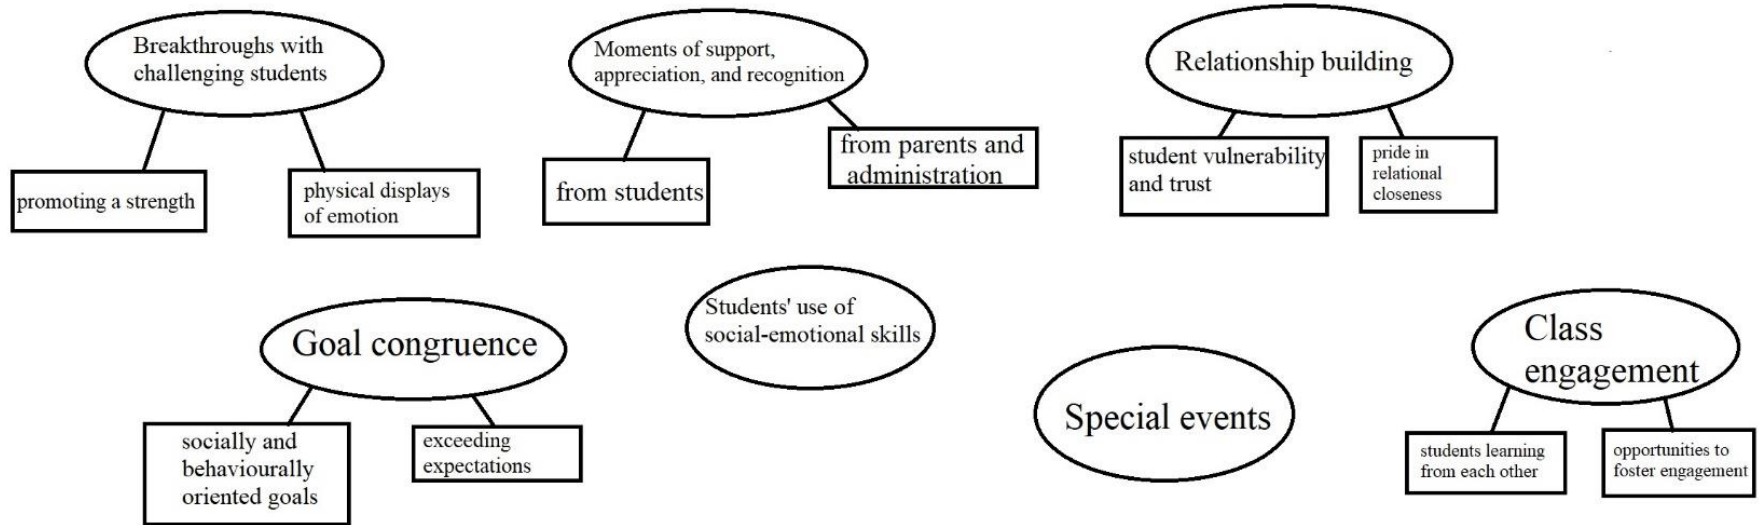 Breakthroughs with
challenging students
promoting a strength
physical displays
of emotion
Moments of support,
appreciation, and recognition
from students
from parents and
administration
Relationship building
student vulnerability
and trust
pride in
relational
closeness
Goal congruence
socially and
behaviourally
oriented goals
exceeding
expectations
Students' use of
social-emotional skills
Special events
Class
engagement
students learning
from each other
opportunities to
foster engagement